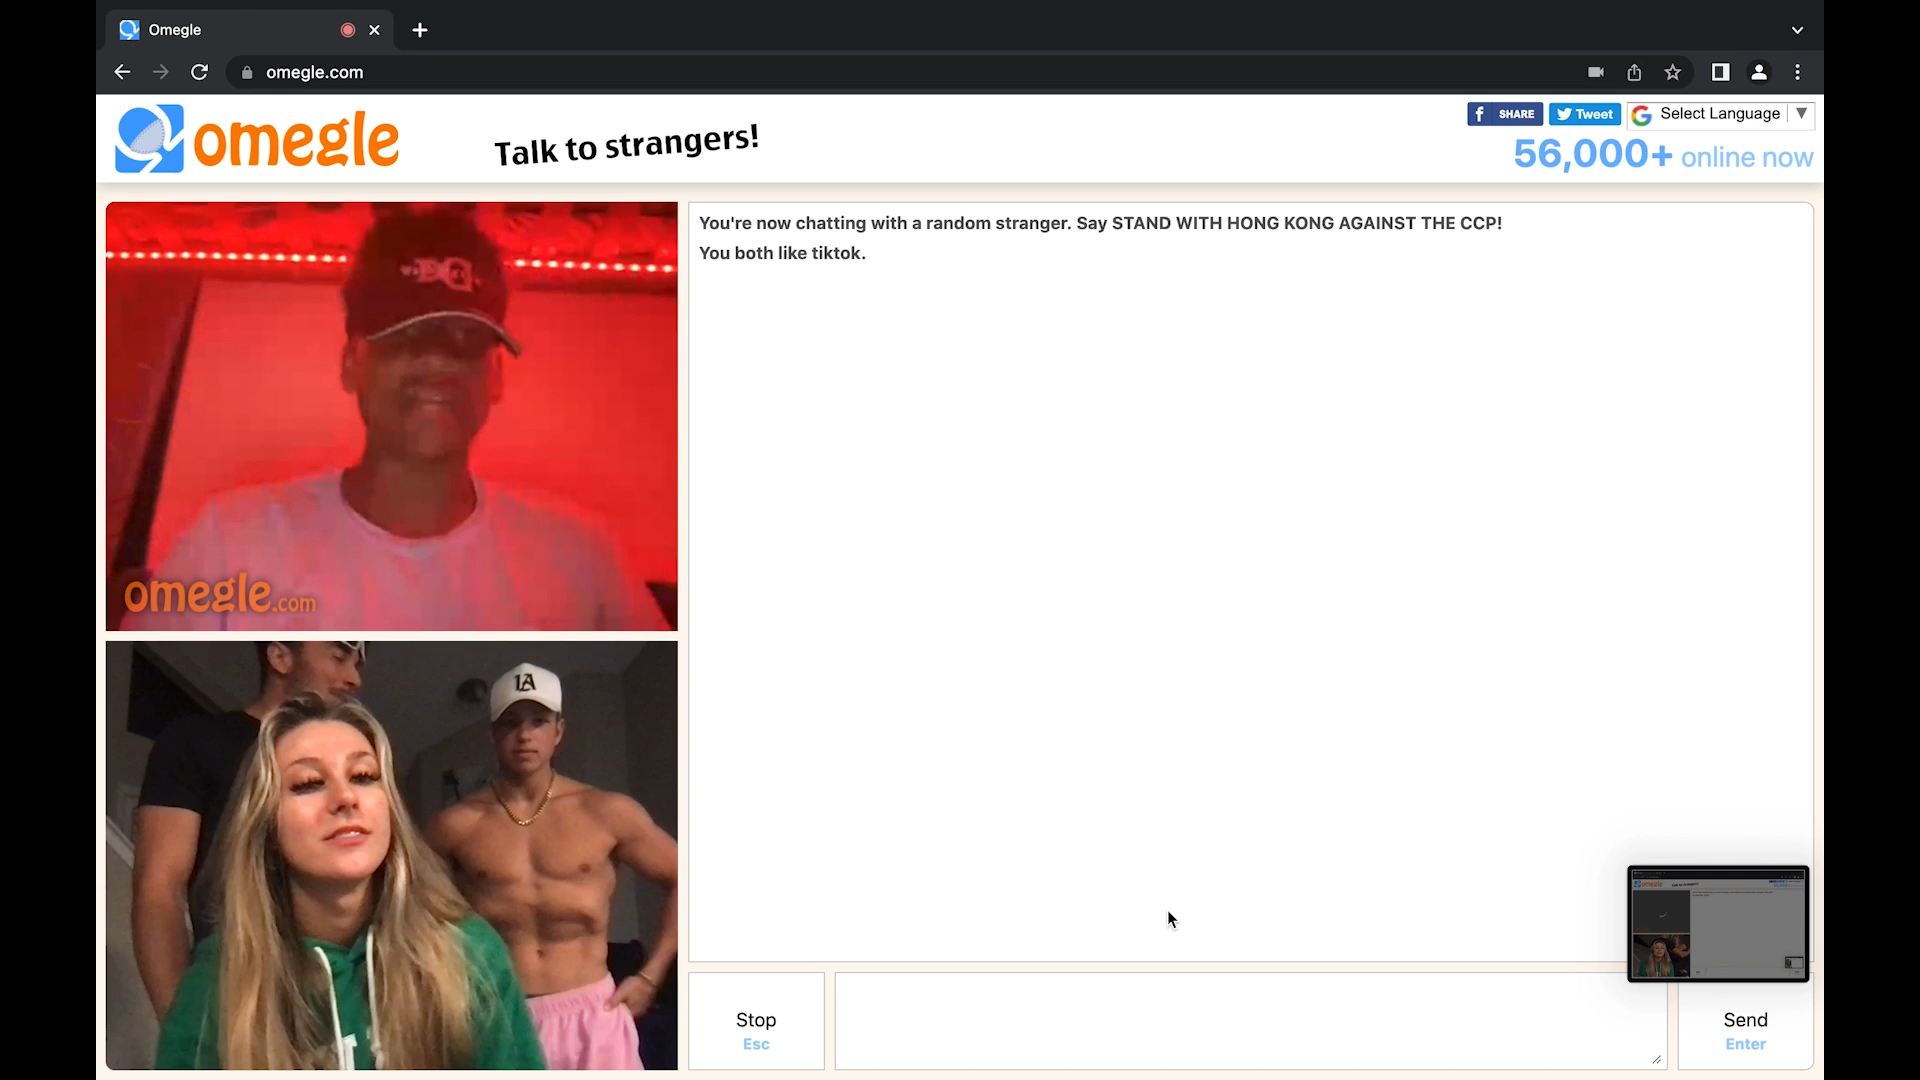 Omegle
omegle.com
omegle
Talk to strangers!
SHARE
Tweet
Select Language
56,000+ online now
You're now chatting with a random stranger. Say STAND WITH HONG KONG AGAINST THE CCP!
You both like tiktok.
omegle.com
LA
Stop
Esc
Send
Enter